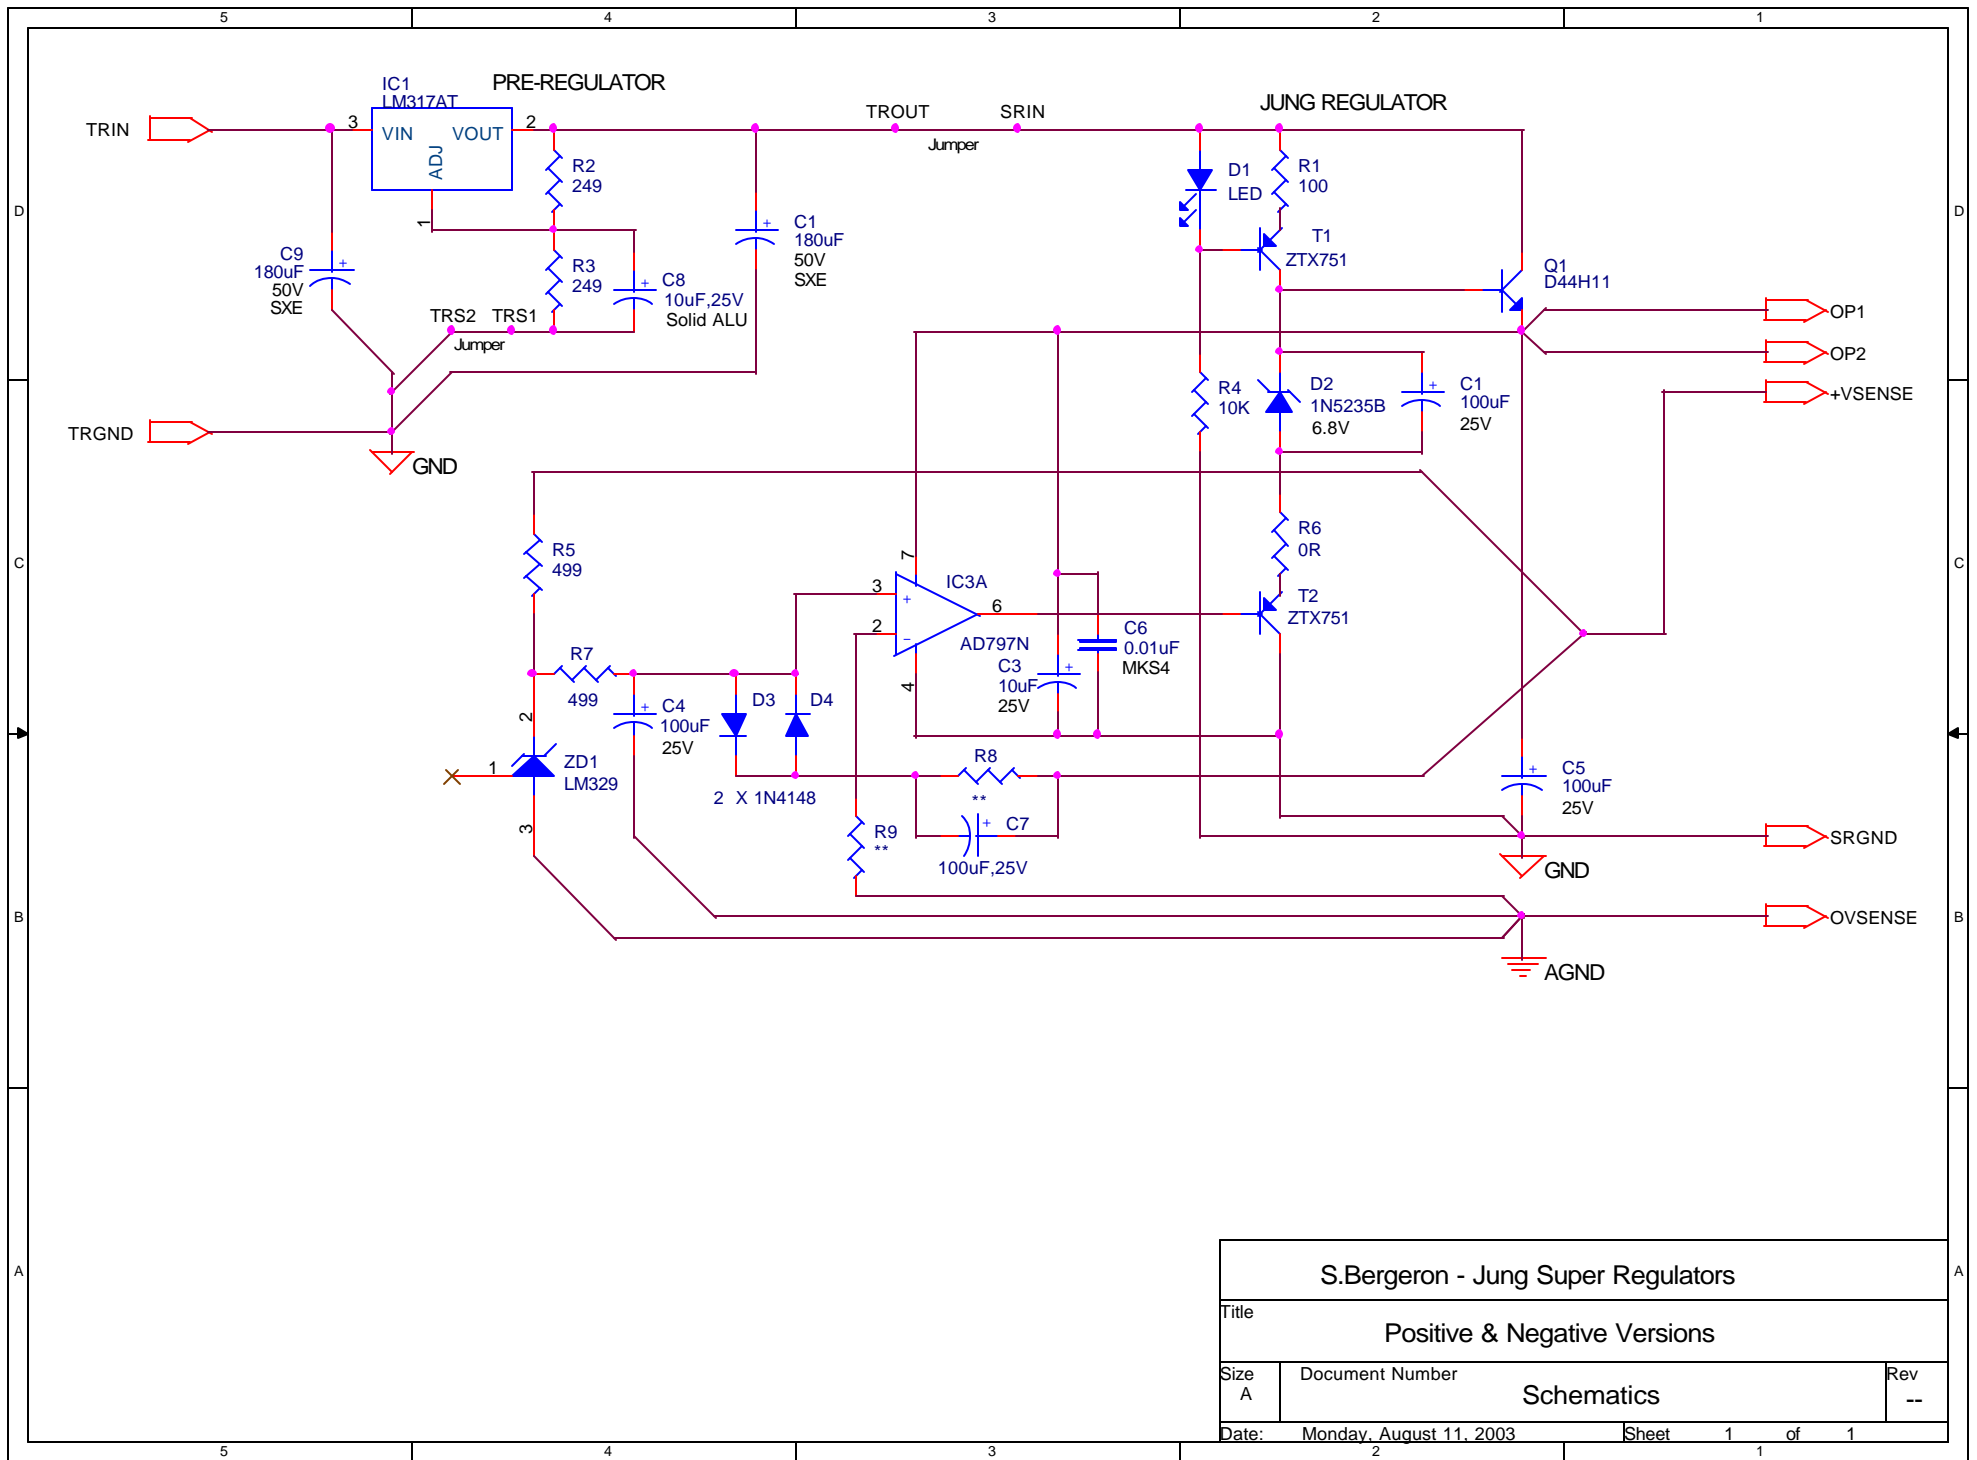 5 4 3 2 1
PRE-REGULATOR
JUNG REGULATOR
IC1
LM317AT
TRIN
3 VIN VOUT 2
ADJ
1
TROUT SRIN
Jumper
R2
249
R3
249
C9
180uF
50V
SXE
C8
10uF,25V
Solid ALU
C1
180uF
50V
SXE
TRS2 TRS1
Jumper
TRGND
GND
D1
LED
R1
100
T1
ZTX751
Q1
D44H11
OP1
OP2
+VSENSE
R4
10K
D2
1N5235B
6.8V
C1
100uF
25V
R5
499
R6
0R
T2
ZTX751
7
IC3A
3 +
6
2 −
AD797N
4
C3
10uF
25V
C6
0.01uF
MKS4
R7
499
C4
100uF
25V
D3 D4
2 X 1N4148
2
1
ZD1
LM329
3
R8
**
C7
100uF,25V
R9
**
C5
100uF
25V
SRGND
GND
OVSENSE
AGND
D D
C C
B B
A A
S.Bergeron - Jung Super Regulators
Title
Positive & Negative Versions
Size
A
Document Number
Schematics
Rev
--
Date: Monday, August 11, 2003 Sheet 1 of 1
5 4 3 2 1